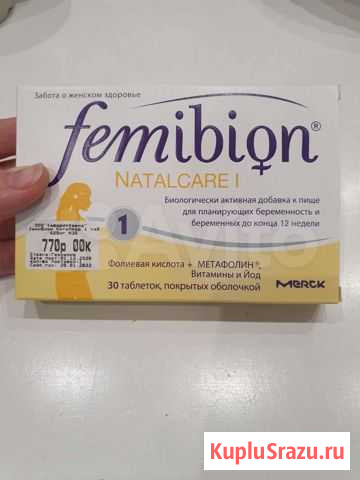 Забота о женском здоровье
femibion®
NATALCARE I
Биологически активная добавка к пище
для планирующих беременность и
беременных до конца 12 недели
1
770р 00к
Фолиевая кислота + МЕТАФОЛИН®,
Витамины и Йод
30 таблеток, покрытых оболочкой
MERCK
Avito
KupluSrazu.ru